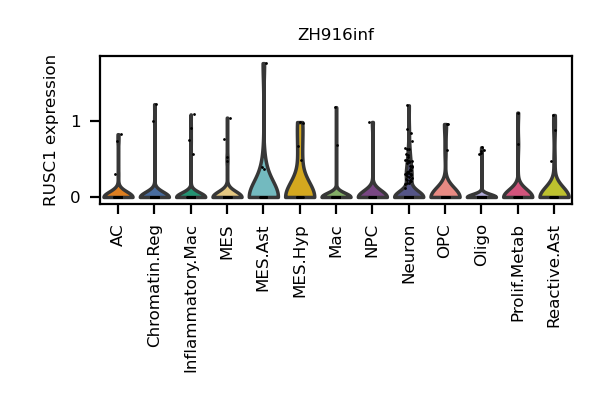 ZH916inf
RUSC1 expression
1
0
AC
Chromatin.Reg
Inflammatory.Mac
MES
MES.Ast
MES.Hyp
Mac
NPC
Neuron
OPC
Oligo
Prolif.Metab
Reactive.Ast